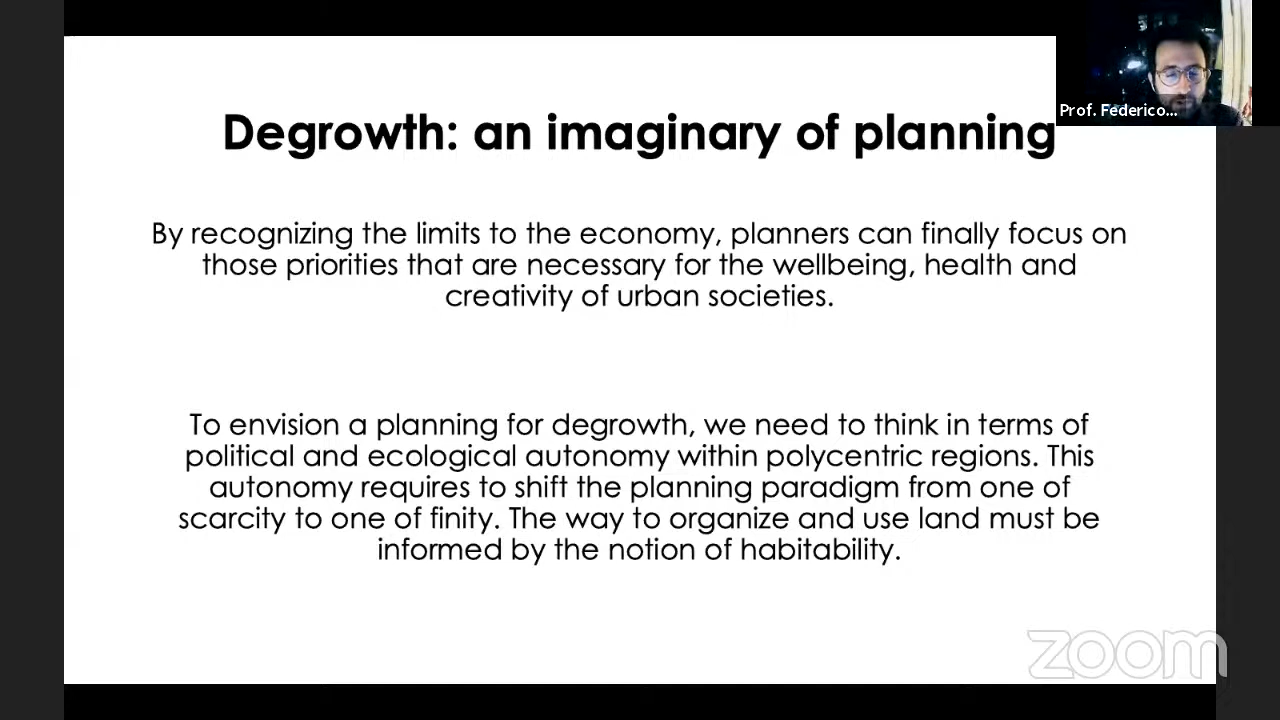 Prof. Federico...
Degrowth: an imaginary of planning
By recognizing the limits to the economy, planners can finally focus on
those priorities that are necessary for the wellbeing, health and
creativity of urban societies.
To envision a planning for degrowth, we need to think in terms of
political and ecological autonomy within polycentric regions. This
autonomy requires to shift the planning paradigm from one of
scarcity to one of finity. The way to organize and use land must be
informed by the notion of habitability.
zoom